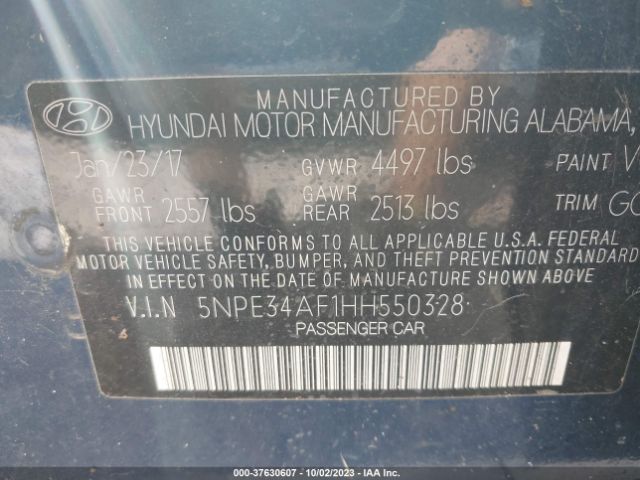 MANUFACTURED BY
HYUNDAI MOTOR MANUFACTURING ALABAMA,
Jan/23/17 GVWR 4497 lbs PAINT
GAWR FRONT 2557 lbs GAWR REAR 2513 lbs TRIM
THIS VEHICLE CONFORMS TO ALL APPLICABLE U.S.A. FEDERAL
MOTOR VEHICLE SAFETY, BUMPER, AND THEFT PREVENTION STANDARD
IN EFFECT ON THE DATE OF MANUFACTURE SHOWN ABOVE
V.I.N 5NPE34AF1HH550328
PASSENGER CAR
000-37630607 - 10/02/2023 - IAA Inc.